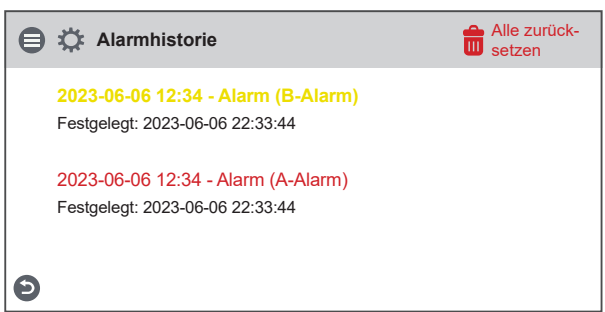 Alarmhistorie
Alle zurück-
setzen
2023-06-06 12:34 - Alarm (B-Alarm)
Festgelegt: 2023-06-06 22:33:44
2023-06-06 12:34 - Alarm (A-Alarm)
Festgelegt: 2023-06-06 22:33:44